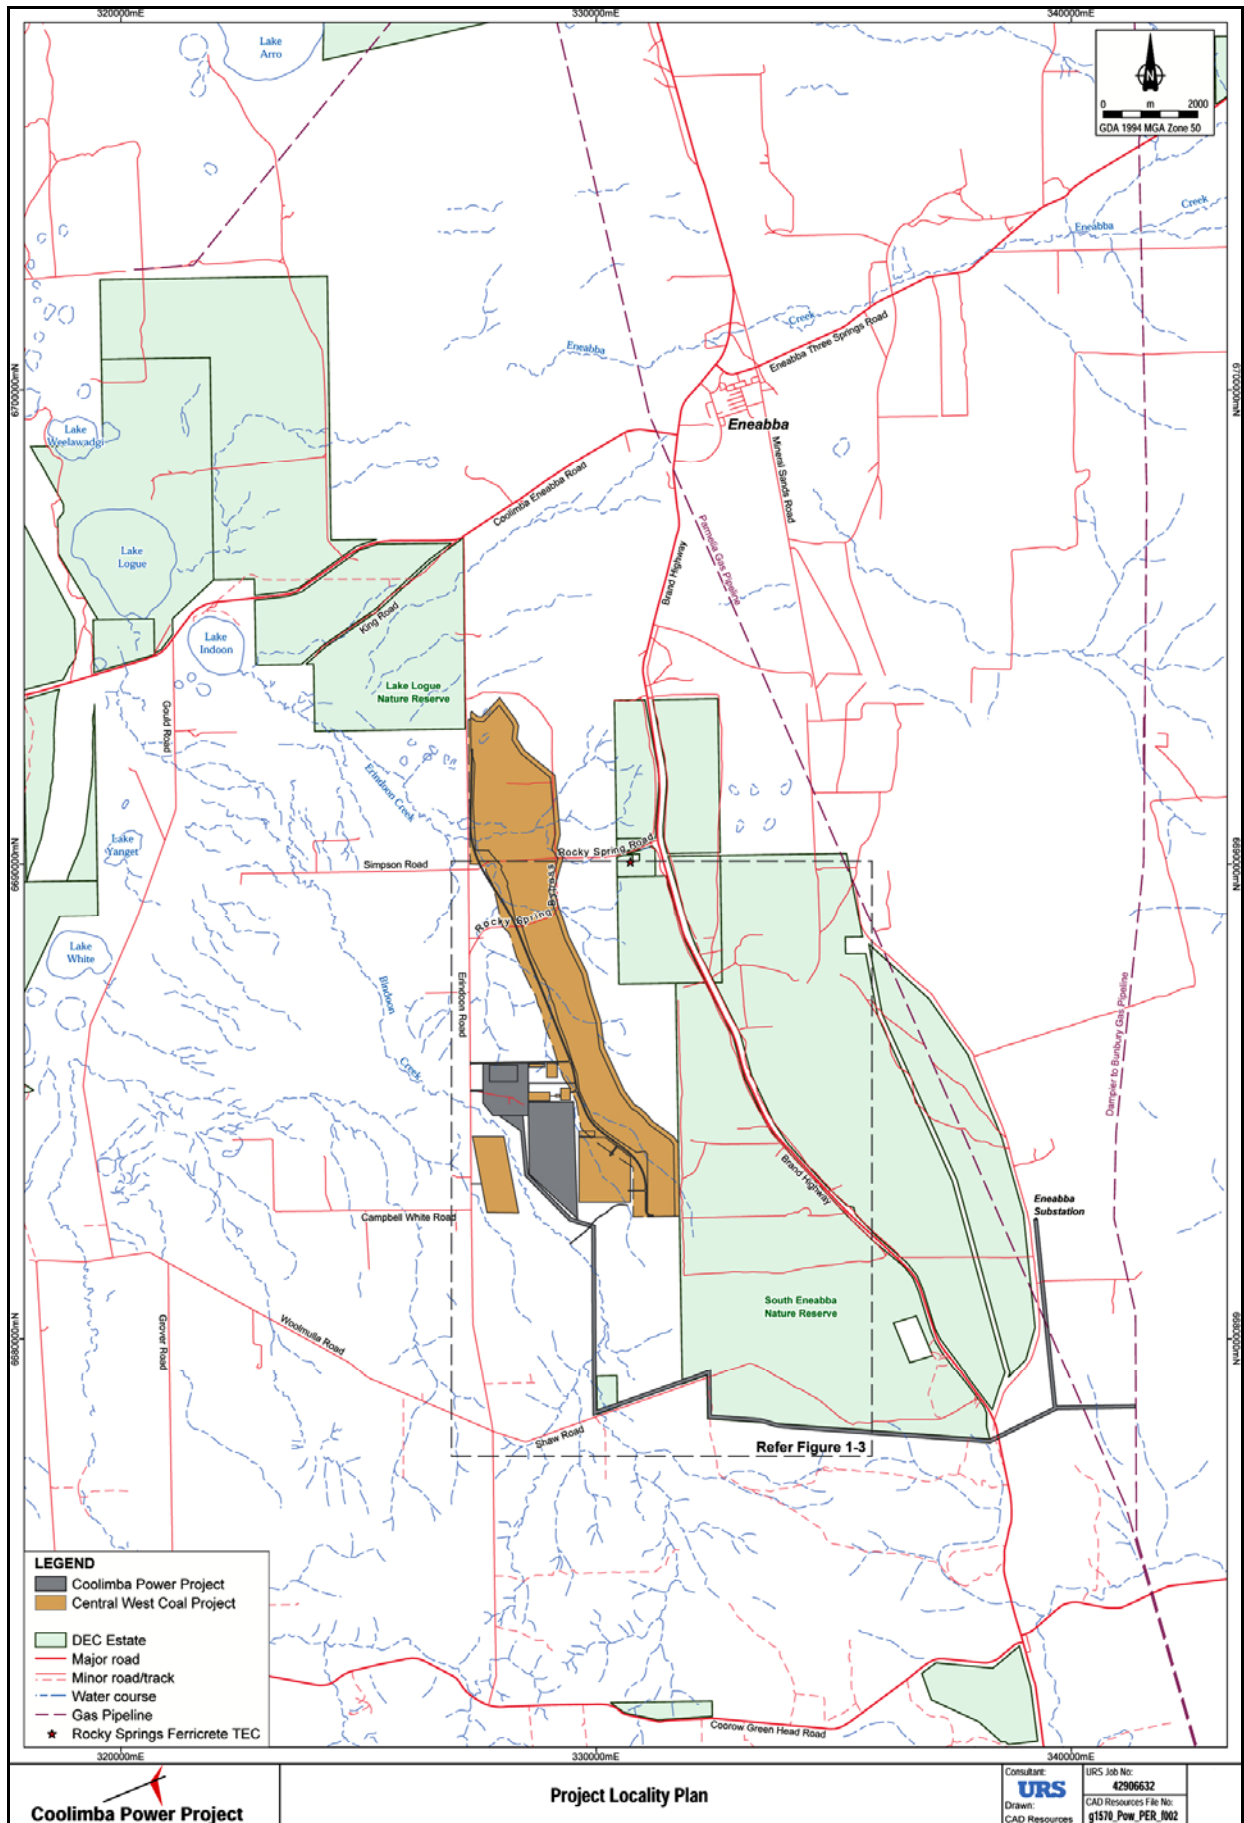 320000mE
330000mE
340000mE
Lake
Arro
N
0 m 2000
GDA 1994 MGA Zone 50
Creek
Eneabba
Creek
Eneabba
Eneabba Three Springs Road
6700000mN
6700000mN
Lake
Weelawadgi
Eneabba
Coolimba Eneabba Road
Mineral Sands Road
Parmelia Gas Pipeline
Brand Highway
Lake
Logue
King Road
Lake
Indoon
Lake Logue
Nature Reserve
Gould Road
Erindoon Creek
Lake
Yanget
Simpson Road
Rocky Spring Road
6690000mN
6690000mN
Bypass
Rocky Spring
Lake
White
Bindoon
Creek
Erindoon Road
Dampier to Bunbury Gas Pipeline
Brand Highway
Eneabba
Substation
Campbell White Road
South Eneabba
Nature Reserve
6680000mN
6680000mN
Grover Road
Woolmulla Road
Shaw Road
Refer Figure 1-3
LEGEND
Coolimba Power Project
Central West Coal Project
DEC Estate
Major road
Minor road/track
Water course
Gas Pipeline
Rocky Springs Ferricrete TEC
Coorow Green Head Road
320000mE
330000mE
340000mE
Coolimba Power Project
Project Locality Plan
Consultant:
URS
Drawn:
CAD Resources
URS Job No:
42906632
CAD Resources File No:
g1570_Pow_PER_f002